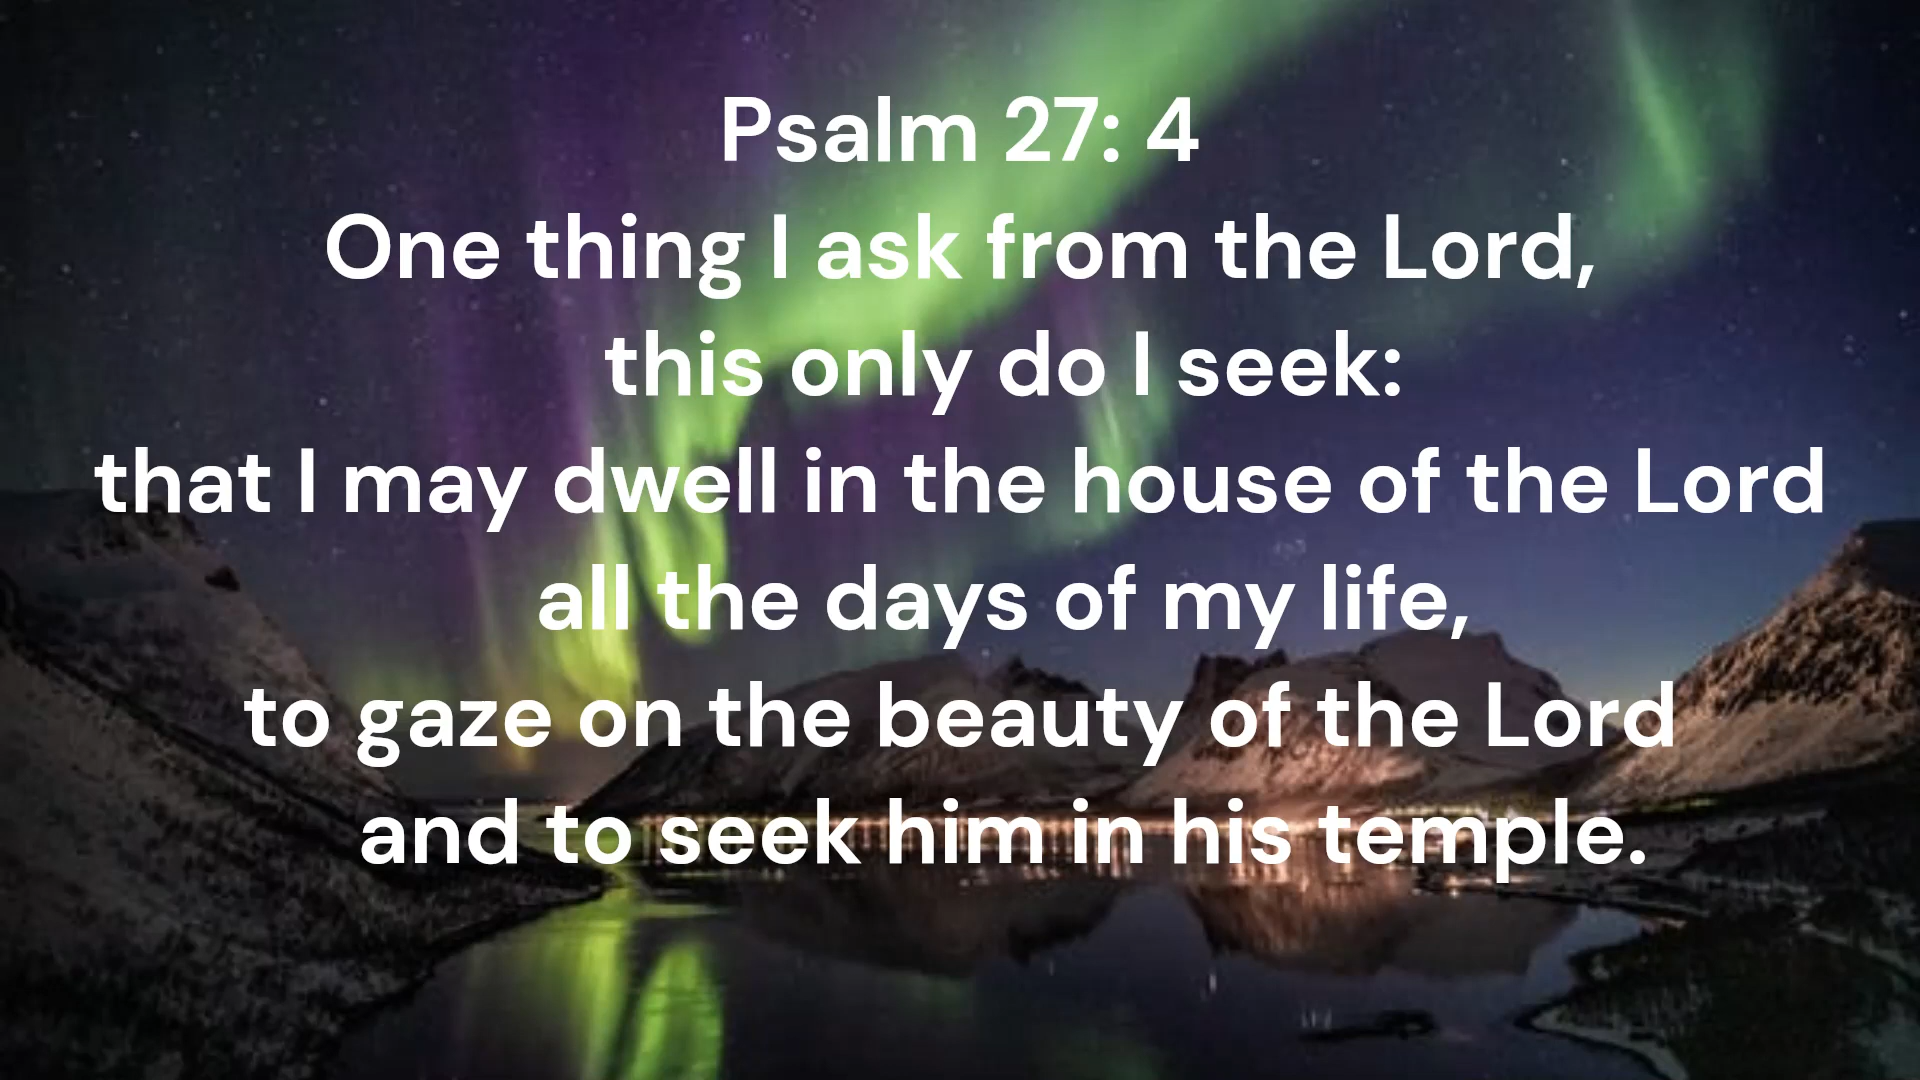 Psalm 27: 4
One thing I ask from the Lord,
this only do I seek:
that I may dwell in the house of the Lord
all the days of my life,
to gaze on the beauty of the Lord
and to seek him in his temple.